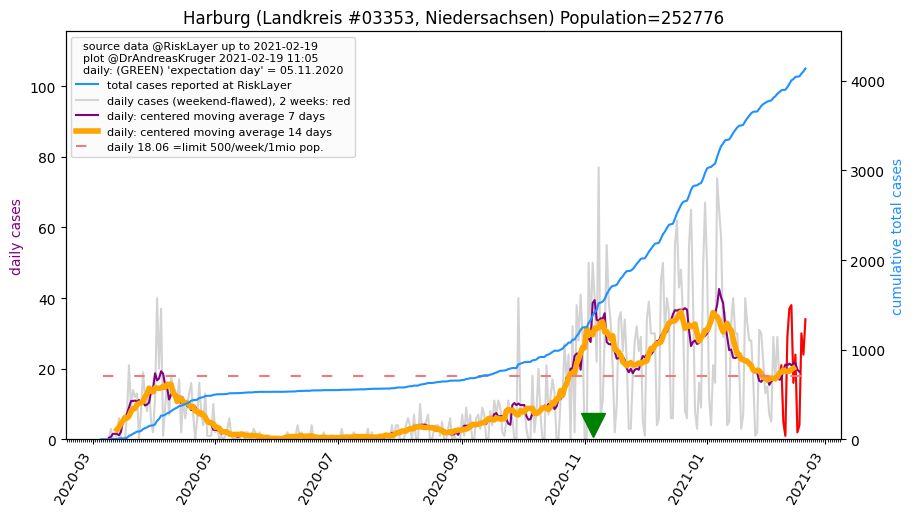 Harburg (Landkreis #03353, Niedersachsen) Population=252776
source data @RiskLayer up to 2021-02-19
plot @DrAndreasKruger 2021-02-19 11:05
daily: (GREEN) 'expectation day' = 05.11.2020
total cases reported at RiskLayer
daily cases (weekend-flawed), 2 weeks: red
daily: centered moving average 7 days
daily: centered moving average 14 days
daily 18.06 =limit 500/week/1mio pop.
daily cases
100
80
60
40
20
0
cumulative total cases
4000
3000
2000
1000
0
2020-03
2020-05
2020-07
2020-09
2020-11
2021-01
2021-03